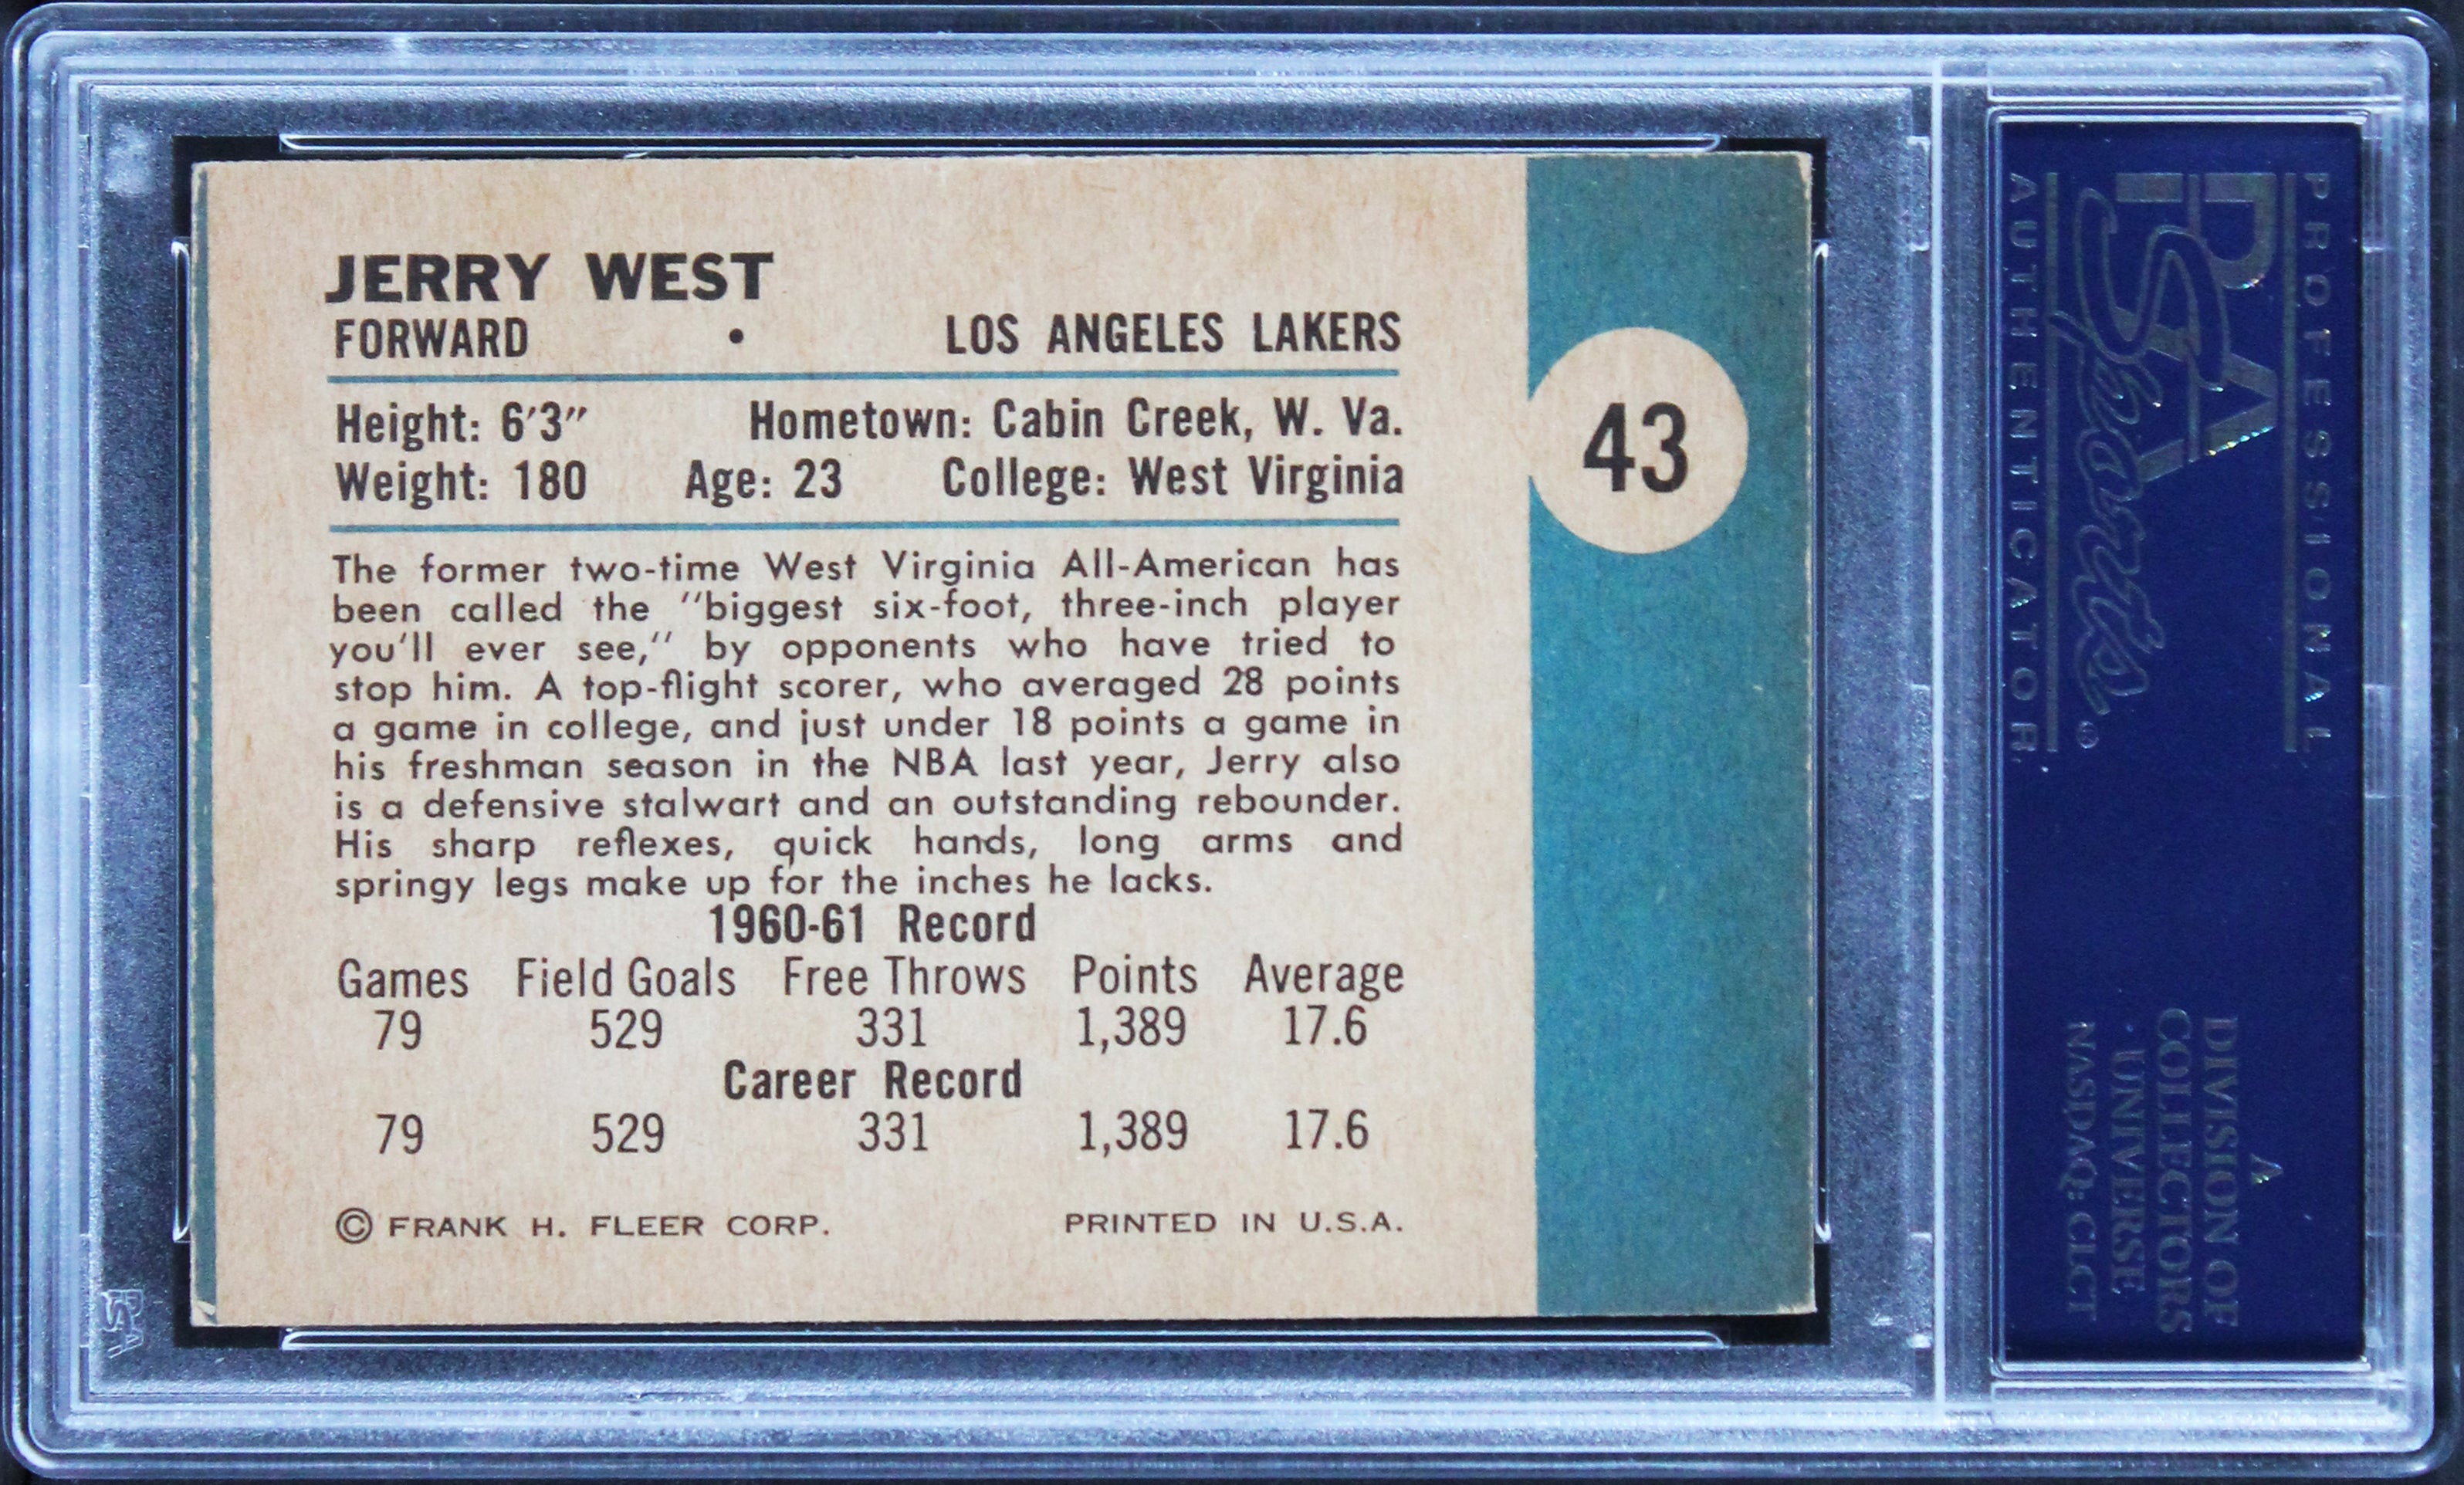 JERRY WEST
FORWARD • LOS ANGELES LAKERS
Height: 6'3" Hometown: Cabin Creek, W. Va.
Weight: 180 Age: 23 College: West Virginia
43
The former two-time West Virginia All-American has
been called the "biggest six-foot, three-inch player
you'll ever see," by opponents who have tried to
stop him. A top-flight scorer, who averaged 28 points
a game in college, and just under 18 points a game in
his freshman season in the NBA last year, Jerry also
is a defensive stalwart and an outstanding rebounder.
His sharp reflexes, quick hands, long arms and
springy legs make up for the inches he lacks.
1960-61 Record
Games Field Goals Free Throws Points Average
79 529 331 1,389 17.6
Career Record
79 529 331 1,389 17.6
© FRANK H. FLEER CORP. PRINTED IN U.S.A.
PROFESSIONAL
PSA
Sports®
AUTHENTICATOR
A
DIVISION OF
COLLECTORS
UNIVERSE
NASDAQ: CLCT
PSA